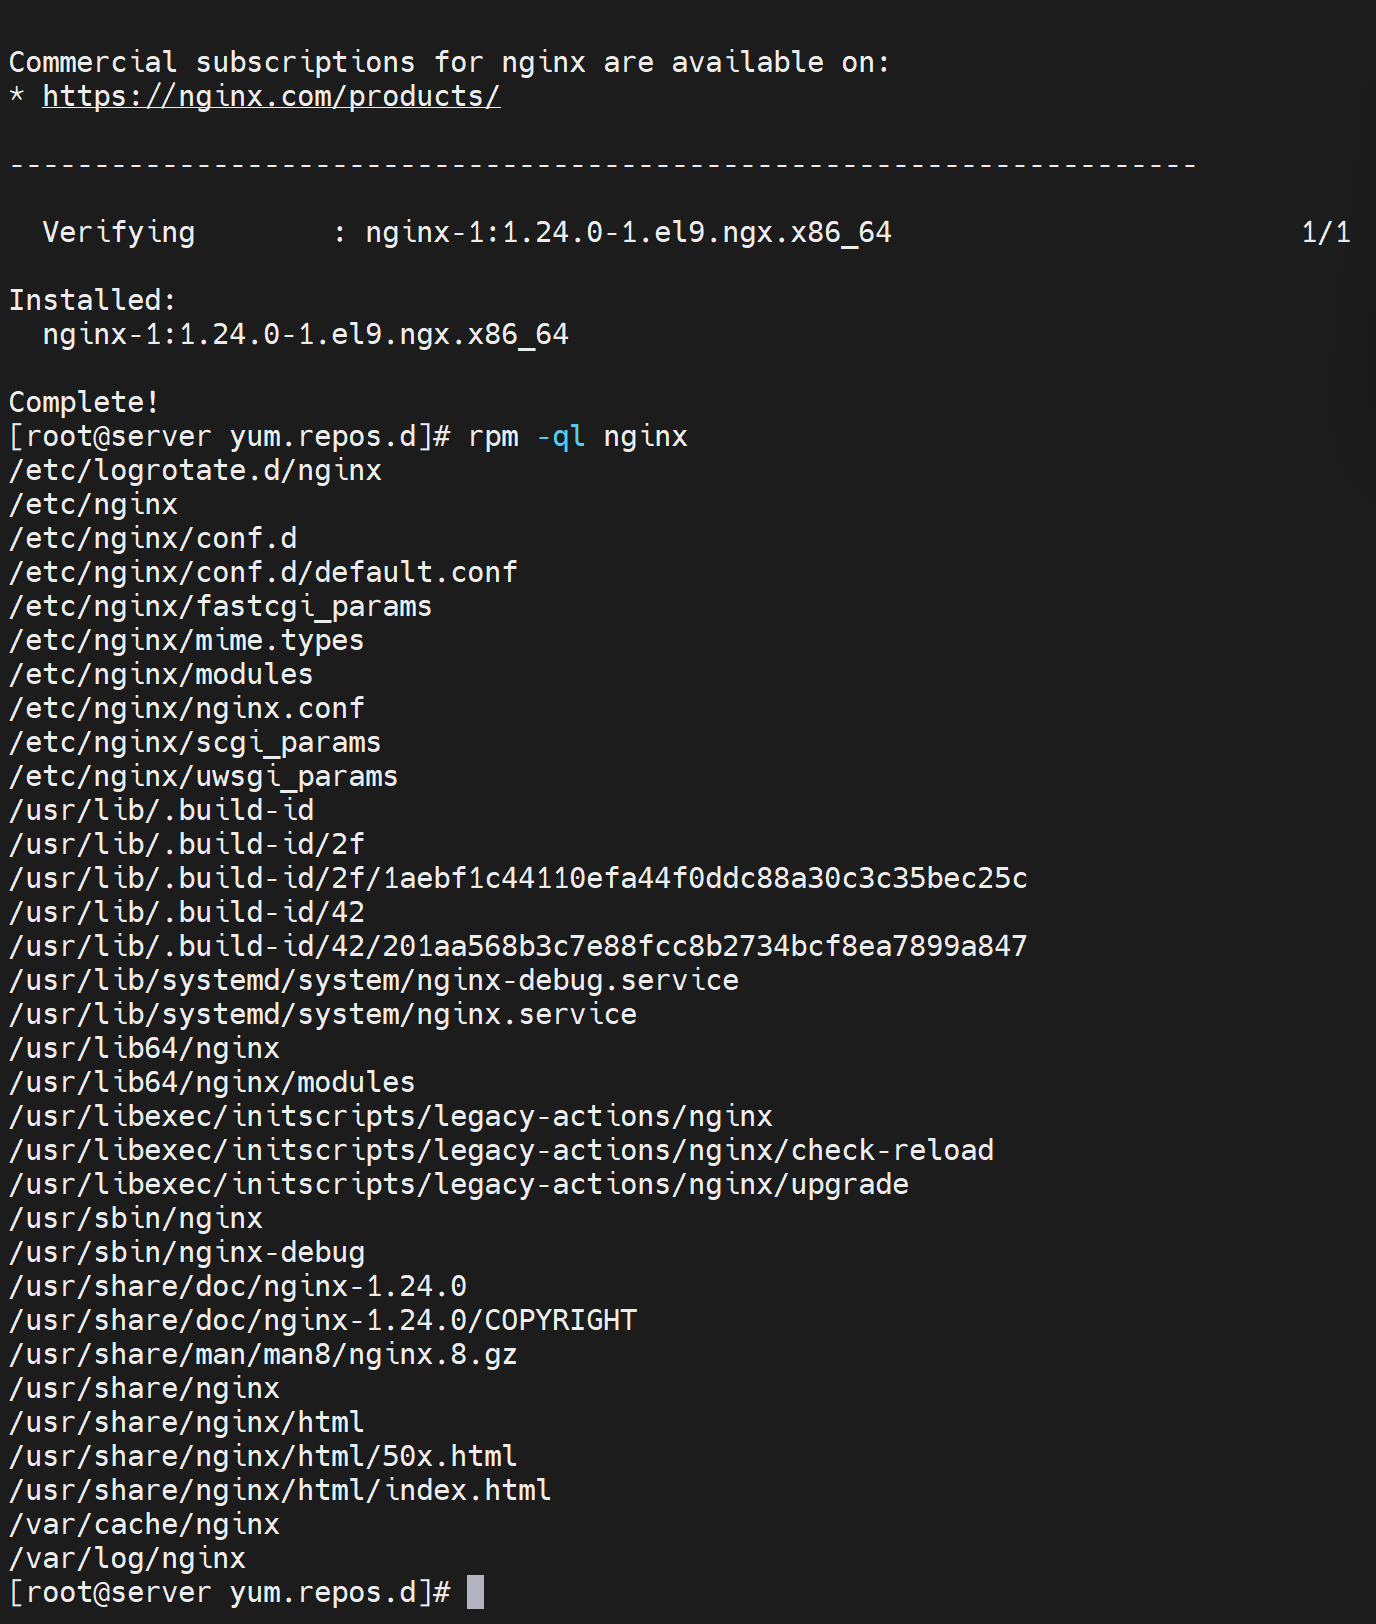 Commercial subscriptions for nginx are available on:
* https://nginx.com/products/
----------------------------------------------------------------------
  Verifying        : nginx-1:1.24.0-1.el9.ngx.x86_64                        1/1
Installed:
  nginx-1:1.24.0-1.el9.ngx.x86_64
Complete!
[root@server yum.repos.d]# rpm -ql nginx
/etc/logrotate.d/nginx
/etc/nginx
/etc/nginx/conf.d
/etc/nginx/conf.d/default.conf
/etc/nginx/fastcgi_params
/etc/nginx/mime.types
/etc/nginx/modules
/etc/nginx/nginx.conf
/etc/nginx/scgi_params
/etc/nginx/uwsgi_params
/usr/lib/.build-id
/usr/lib/.build-id/2f
/usr/lib/.build-id/2f/1aebf1c44110efa44f0ddc88a30c3c35bec25c
/usr/lib/.build-id/42
/usr/lib/.build-id/42/201aa568b3c7e88fcc8b2734bcf8ea7899a847
/usr/lib/systemd/system/nginx-debug.service
/usr/lib/systemd/system/nginx.service
/usr/lib64/nginx
/usr/lib64/nginx/modules
/usr/libexec/initscripts/legacy-actions/nginx
/usr/libexec/initscripts/legacy-actions/nginx/check-reload
/usr/libexec/initscripts/legacy-actions/nginx/upgrade
/usr/sbin/nginx
/usr/sbin/nginx-debug
/usr/share/doc/nginx-1.24.0
/usr/share/doc/nginx-1.24.0/COPYRIGHT
/usr/share/man/man8/nginx.8.gz
/usr/share/nginx
/usr/share/nginx/html
/usr/share/nginx/html/50x.html
/usr/share/nginx/html/index.html
/var/cache/nginx
/var/log/nginx
[root@server yum.repos.d]#